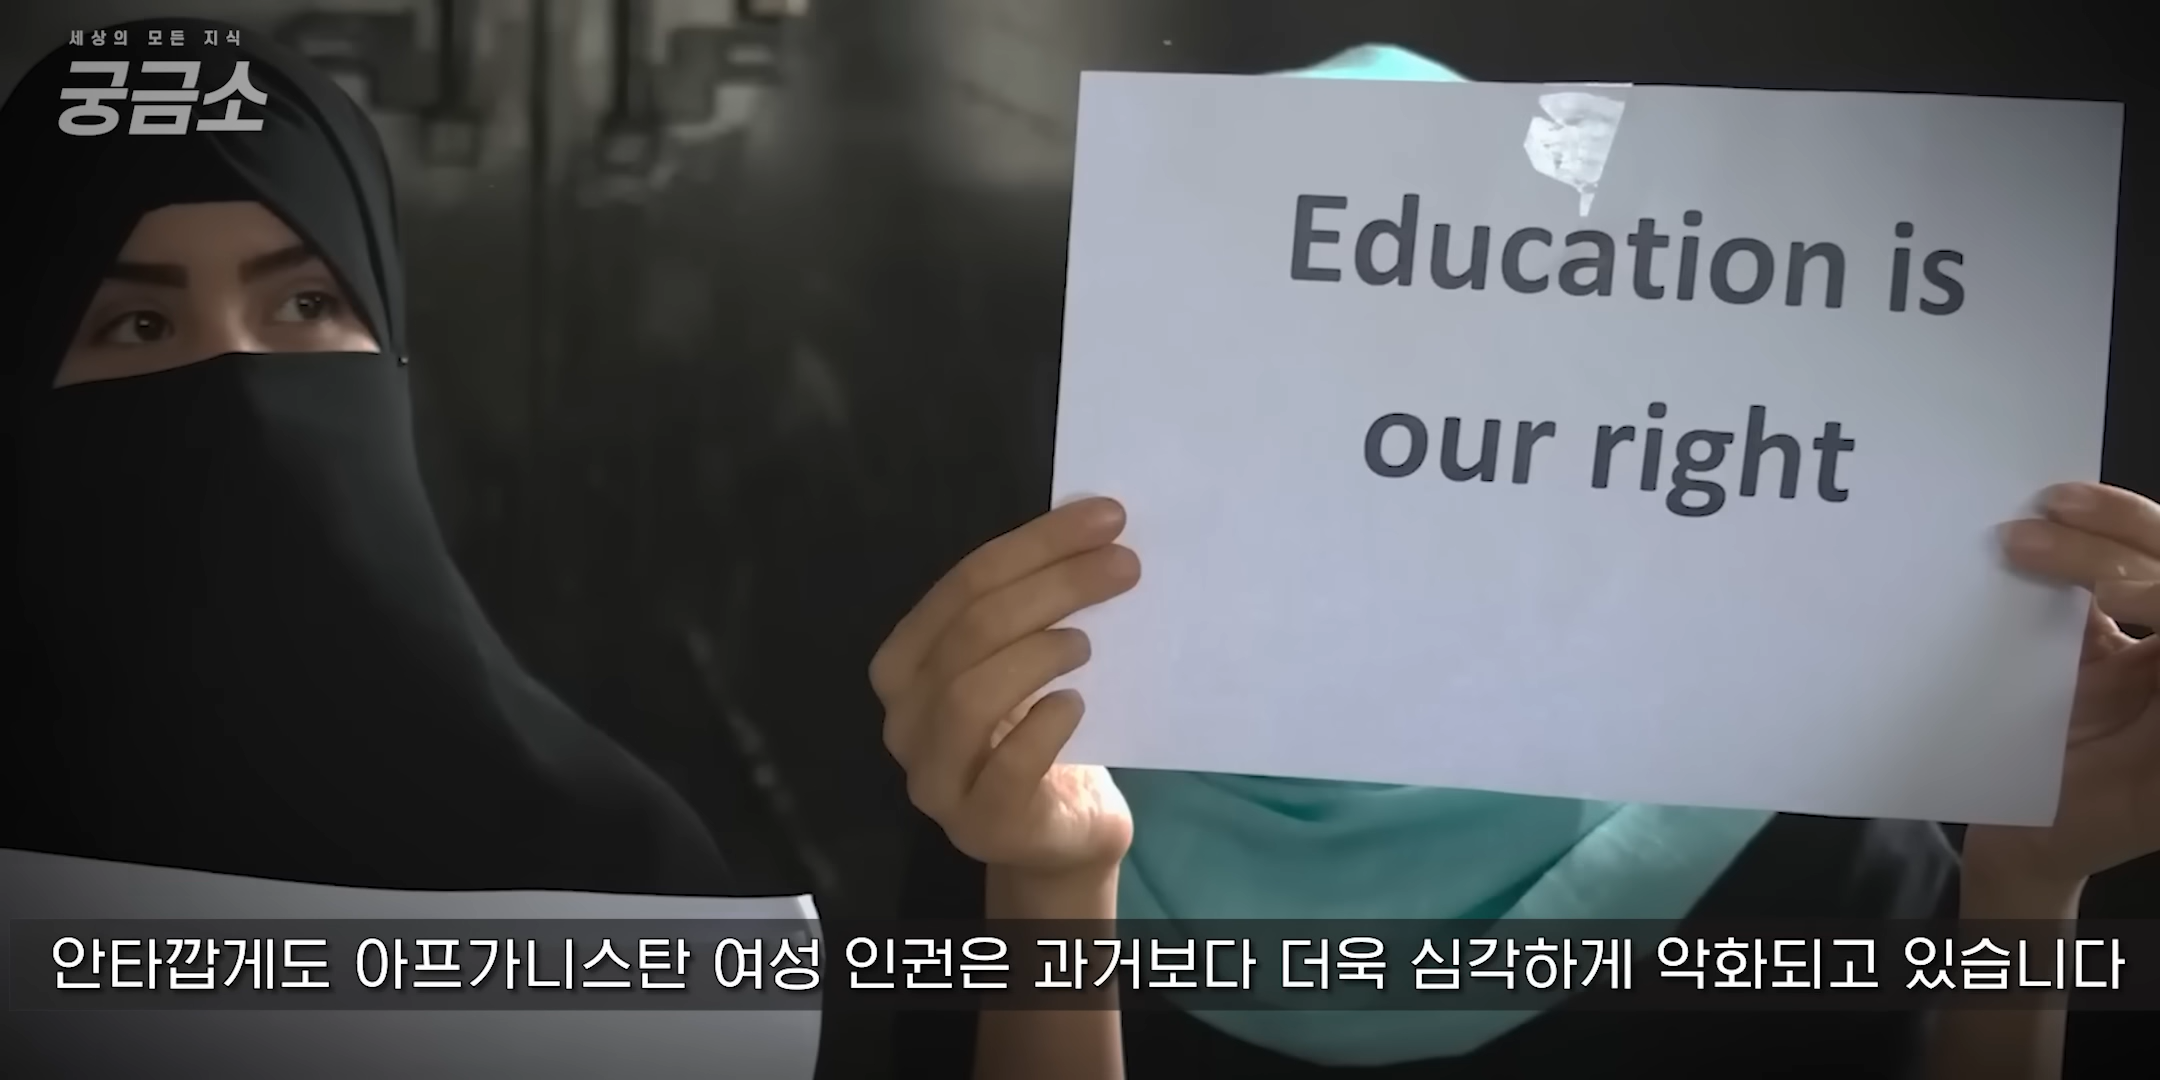 세상의 모든 지식
궁금소
Education is
our right
안타깝게도 아프가니스탄 여성 인권은 과거보다 더욱 심각하게 악화되고 있습니다